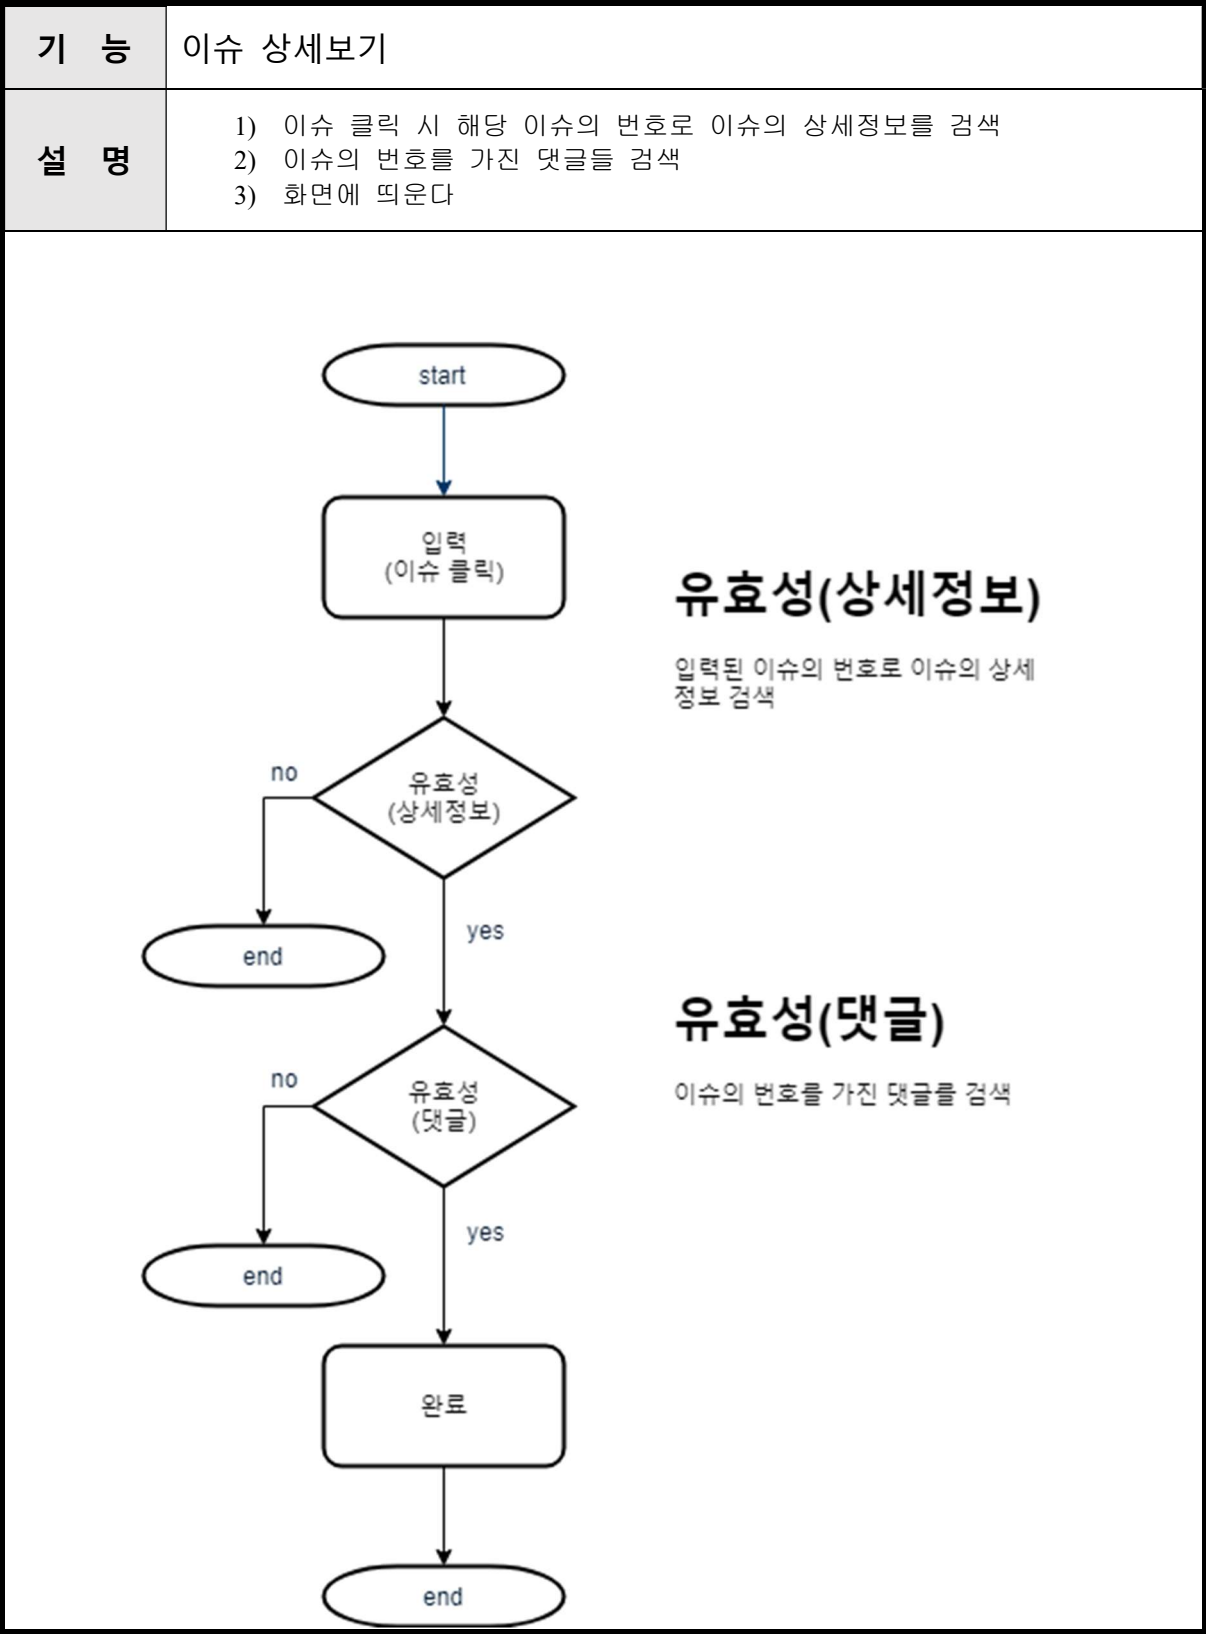 기 능
이슈 상세보기
설 명
1) 이슈 클릭 시 해당 이슈의 번호로 이슈의 상세정보를 검색
2) 이슈의 번호를 가진 댓글들 검색
3) 화면에 띄운다
start
입력
(이슈 클릭)
유효성(상세정보)
입력된 이슈의 번호로 이슈의 상세
정보 검색
no
유효성
(상세정보)
yes
end
유효성(댓글)
이슈의 번호를 가진 댓글를 검색
no
유효성
(댓글)
yes
end
완료
end